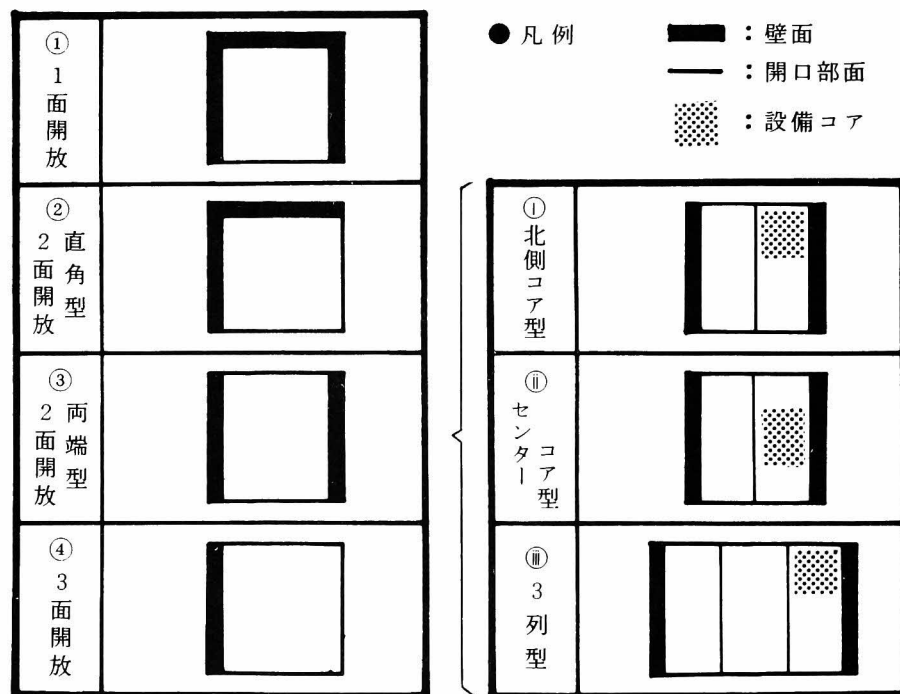 ① 1面開放
② 直角型
2面開放
③ 両端型
2面開放
④ 3面開放
● 凡例
：壁面
：開口部面
：設備コア
ⓘ 北側コア型
ⓘⓘ センター
コア型
ⓘⓘⓘ 3列型